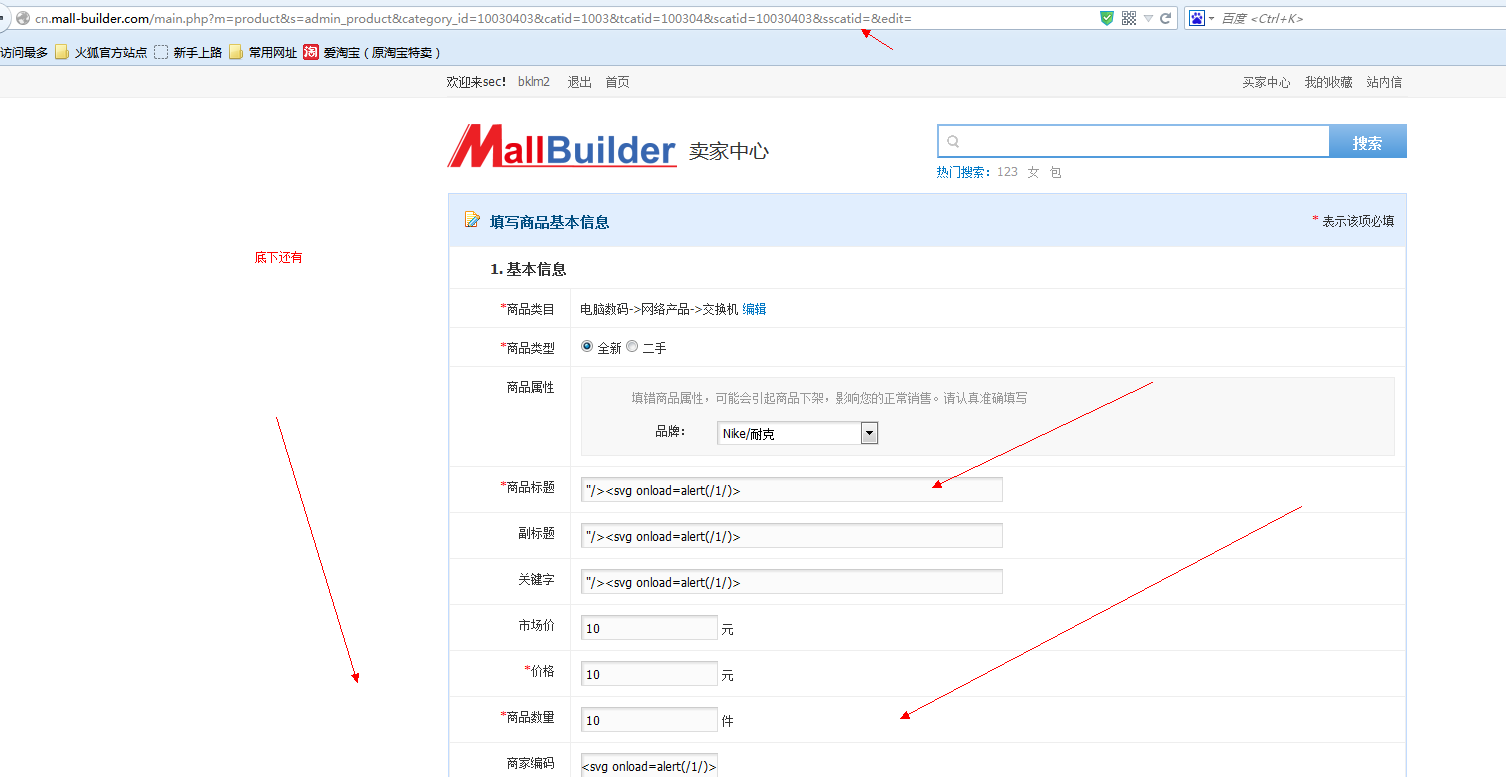 cn.mall-builder.com/main.php?m=product&s=admin_product&category_id=10030403&catid=1003&tcatid=100304&scatid=10030403&sscatid=&edit=
百度 <Ctrl+K>
访问最多 火狐官方站点 新手上路 常用网址 淘 爱淘宝（原淘宝特卖）
欢迎来sec! bklm2 退出 首页 买家中心 我的收藏 站内信
MallBuilder 卖家中心
搜索
热门搜索: 123 女 包
填写商品基本信息 * 表示该项必填
底下还有
1. 基本信息
*商品类目 电脑数码->网络产品->交换机 编辑
*商品类型 全新 二手
商品属性 填错商品属性，可能会引起商品下架，影响您的正常销售。请认真准确填写
品牌: Nike/耐克
*商品标题 "/><svg onload=alert(/1/)>
副标题 "/><svg onload=alert(/1/)>
关键字 "/><svg onload=alert(/1/)>
市场价 10 元
*价格 10 元
*商品数量 10 件
商家编码 <svg onload=alert(/1/)>